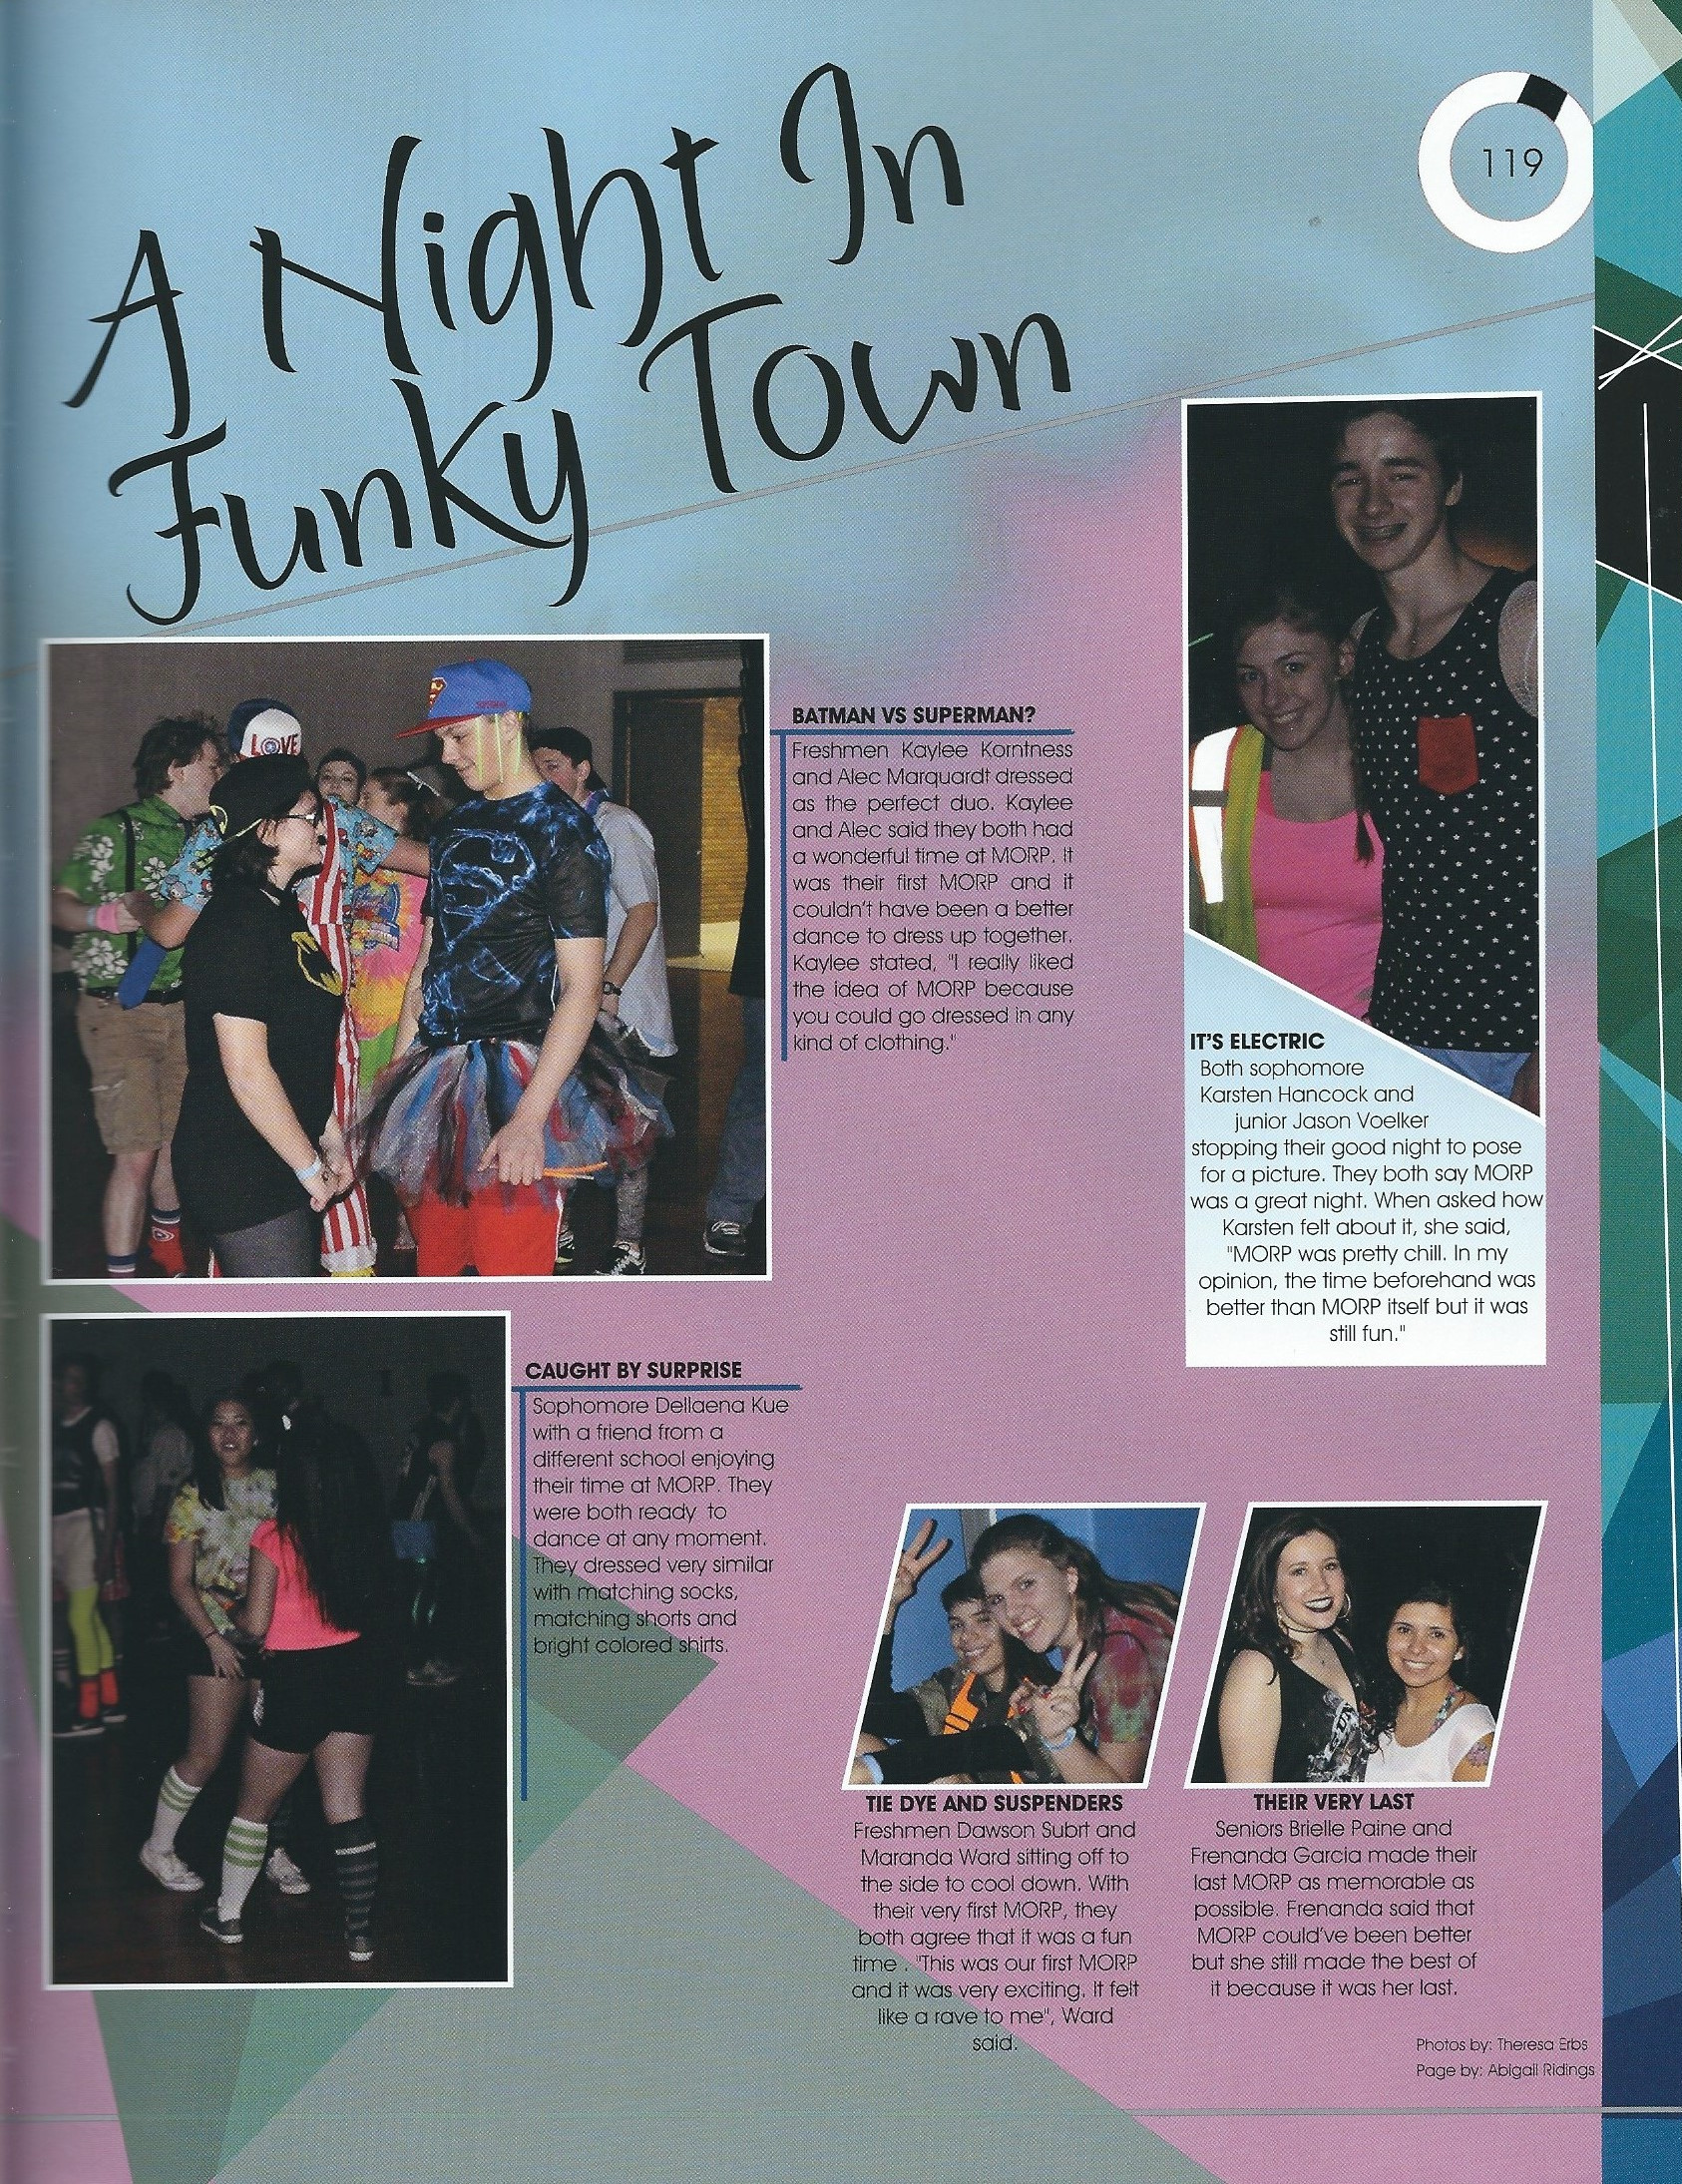 119
A Night In
Funky Town
BATMAN VS SUPERMAN?
Freshmen Kaylee Korntness
and Alec Marquardt dressed
as the perfect duo. Kaylee
and Alec said they both had
a wonderful time at MORP. It
was their first MORP and it
couldn't have been a better
dance to dress up together.
Kaylee stated, "I really liked
the idea of MORP because
you could go dressed in any
kind of clothing."
LOVE
IT'S ELECTRIC
Both sophomore
Karsten Hancock and
junior Jason Voelker
stopping their good night to pose
for a picture. They both say MORP
was a great night. When asked how
Karsten felt about it, she said,
"MORP was pretty chill. In my
opinion, the time beforehand was
better than MORP itself but it was
still fun."
CAUGHT BY SURPRISE
Sophomore Dellaena Kue
with a friend from a
different school enjoying
their time at MORP. They
were both ready to
dance at any moment.
They dressed very similar
with matching socks,
matching shorts and
bright colored shirts.
TIE DYE AND SUSPENDERS
Freshmen Dawson Subrt and
Maranda Ward sitting off to
the side to cool down. With
their very first MORP, they
both agree that it was a fun
time . "This was our first MORP
and it was very exciting. It felt
like a rave to me", Ward
said.
THEIR VERY LAST
Seniors Brielle Paine and
Frenanda Garcia made their
last MORP as memorable as
possible. Frenanda said that
MORP could've been better
but she still made the best of
it because it was her last.
Photos by: Theresa Erbs
Page by: Abigail Ridings